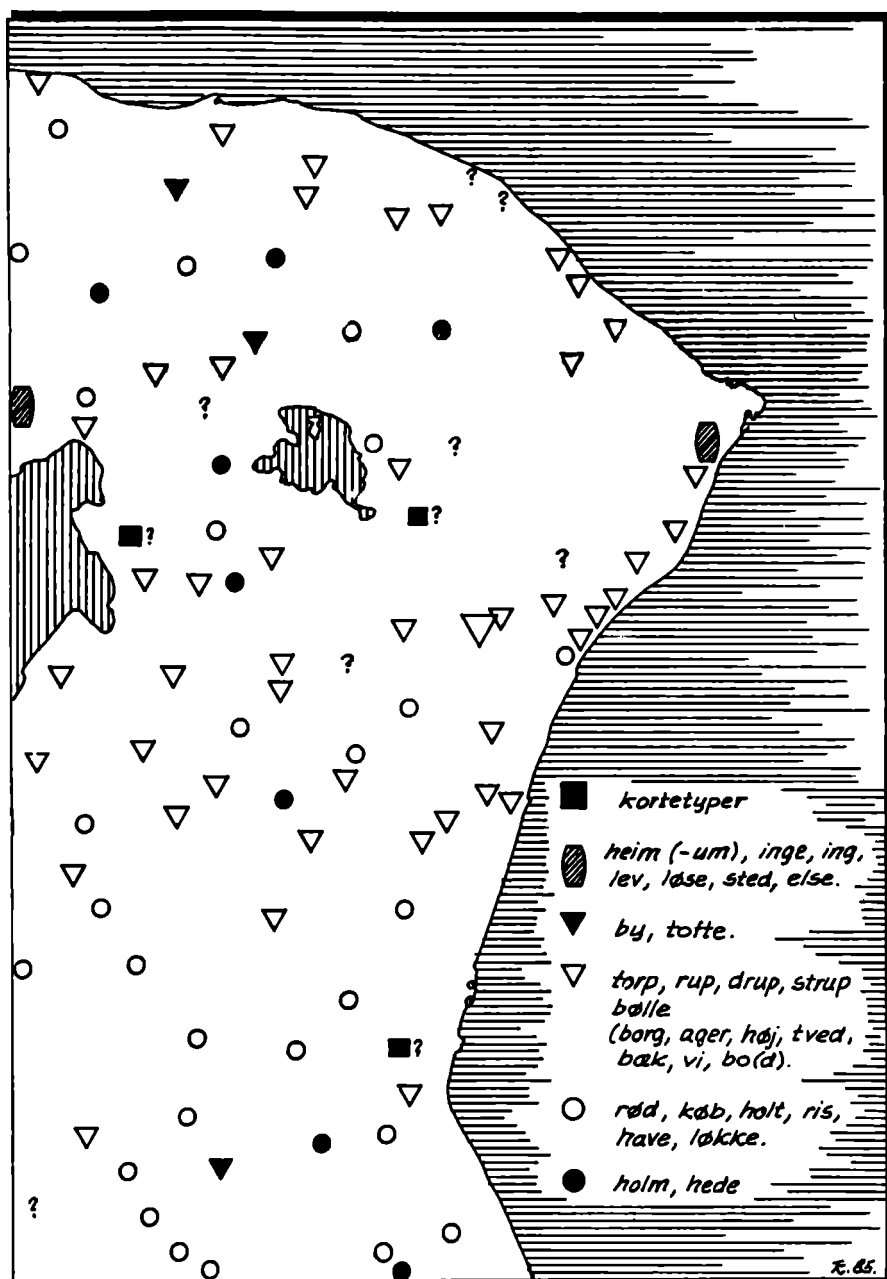 ?
?
?
?
?
?
?
?
?
?
?
kortetyper
heim (-um), inge, ing,
lev, løse, sted, else.
by, tofte.
torp, rup, drup, strup
bølle
(borg, ager, høj, tved,
bæk, vi, bo(d).
rød, køb, holt, ris,
have, løkke.
holm, hede